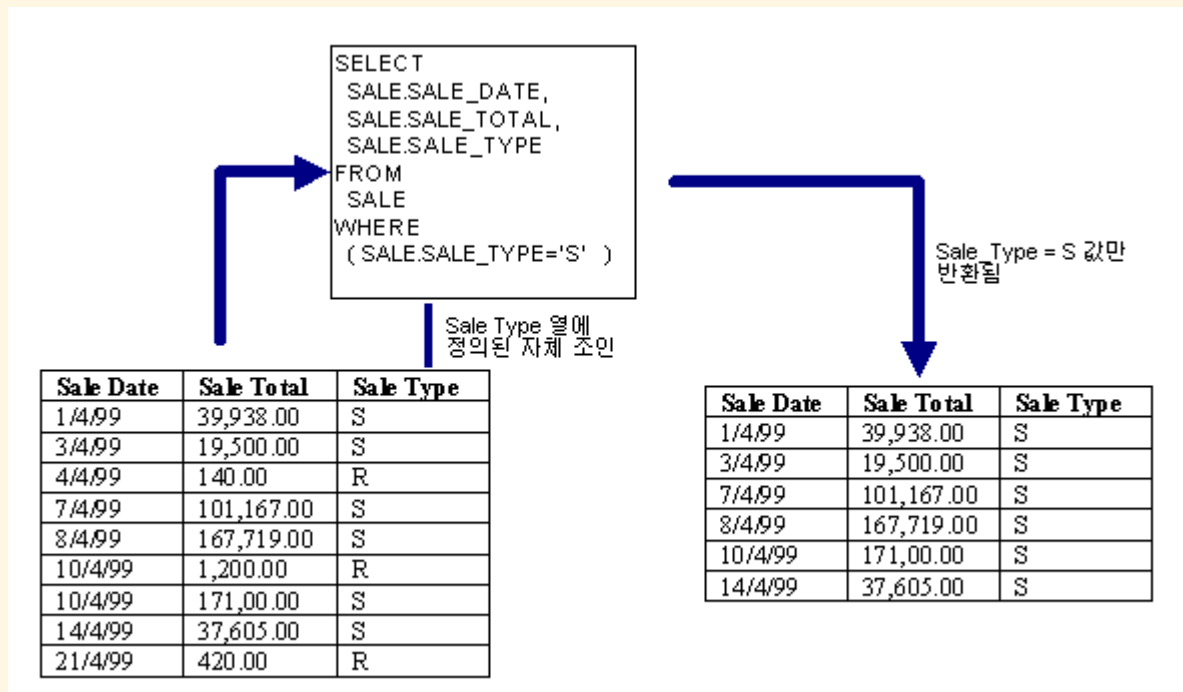 SELECT
SALE.SALE_DATE,
SALE.SALE_TOTAL,
SALE.SALE_TYPE
FROM
SALE
WHERE
( SALE.SALE_TYPE='S' )
Sale_Type = S 값만
반환됨
Sale Type 열에
정의된 자체 조인
Sale Date Sale Total Sale Type
1/4/99 39,938.00 S
3/4/99 19,500.00 S
4/4/99 140.00 R
7/4/99 101,167.00 S
8/4/99 167,719.00 S
10/4/99 1,200.00 R
10/4/99 171,00.00 S
14/4/99 37,605.00 S
21/4/99 420.00 R
Sale Date Sale Total Sale Type
1/4/99 39,938.00 S
3/4/99 19,500.00 S
7/4/99 101,167.00 S
8/4/99 167,719.00 S
10/4/99 171,00.00 S
14/4/99 37,605.00 S